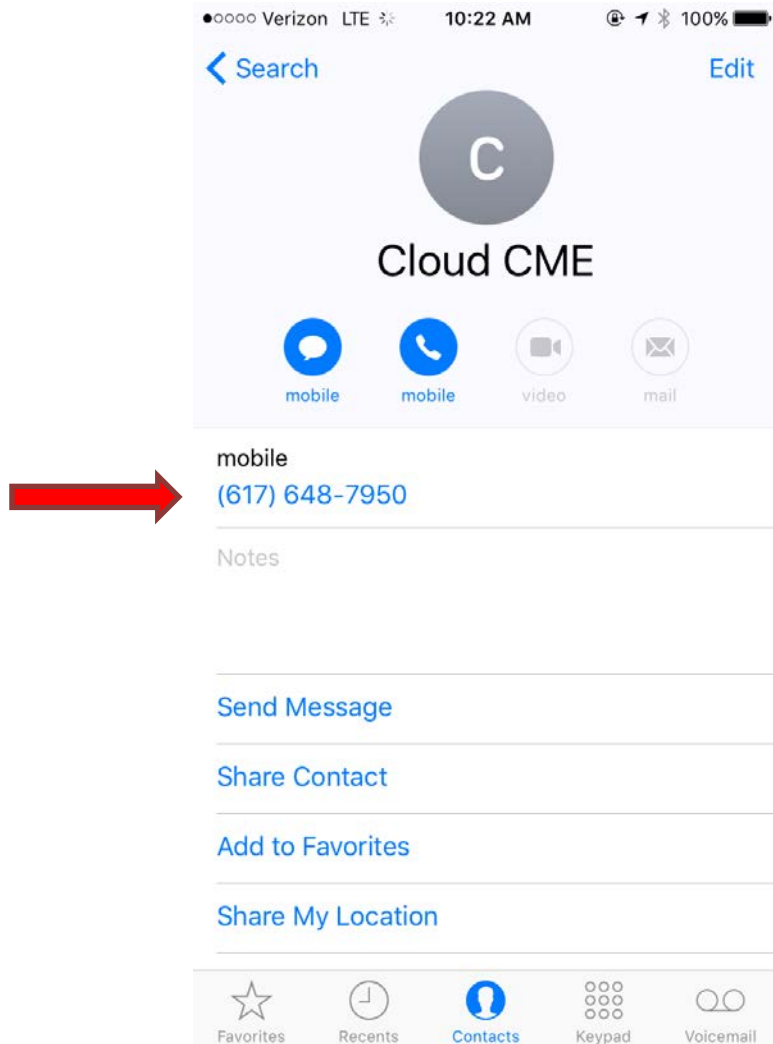 Verizon LTE 10:22 AM 100%
Search Edit
C
Cloud CME
mobile mobile video mail
mobile
(617) 648-7950
Notes
Send Message
Share Contact
Add to Favorites
Share My Location
Favorites Recents Contacts Keypad Voicemail